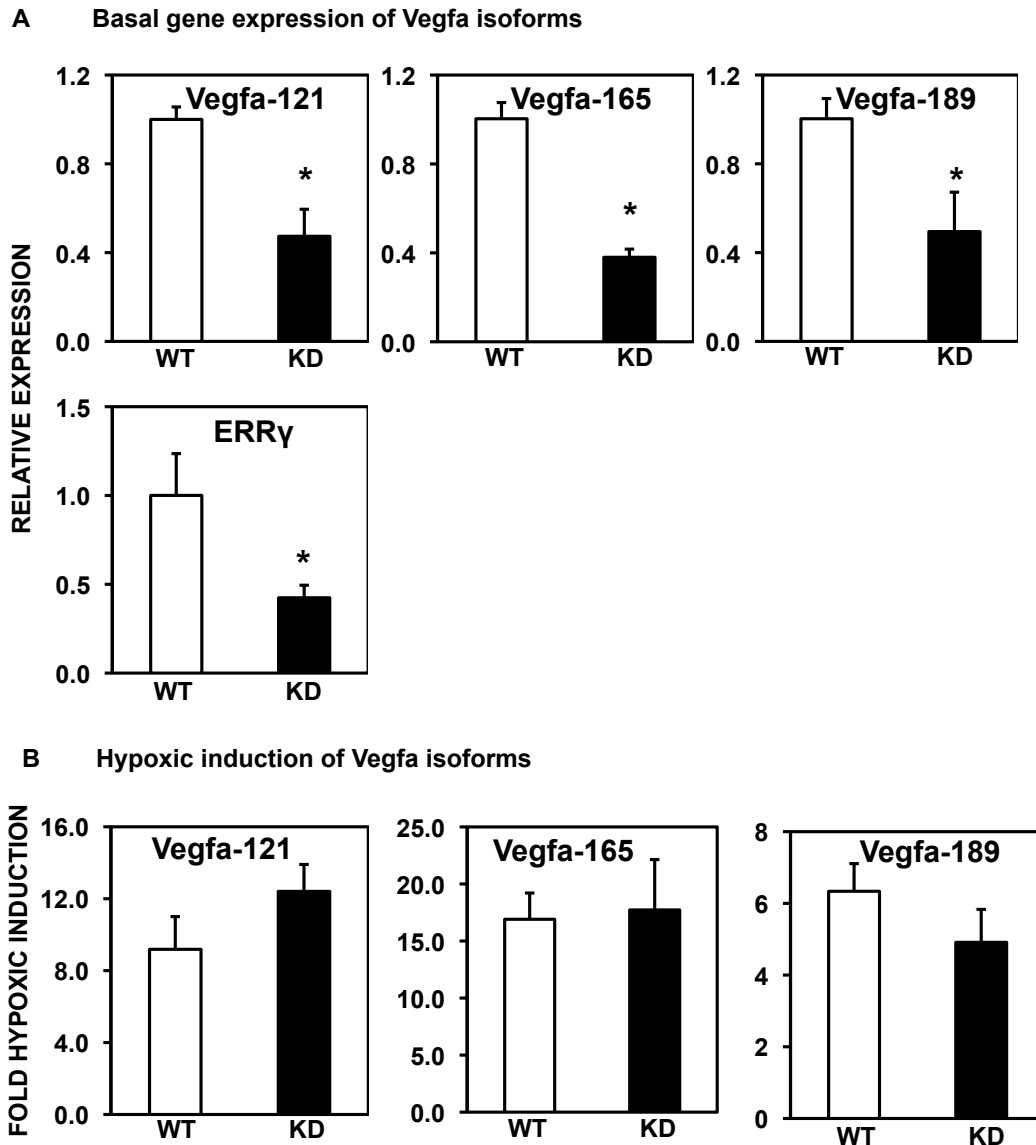 A Basal gene expression of Vegfa isoforms
RELATIVE EXPRESSION
Vegfa-121
1.2
0.8
0.4
0.0
*
WT KD
Vegfa-165
1.2
0.8
0.4
0.0
*
WT KD
Vegfa-189
1.2
0.8
0.4
0.0
*
WT KD
ERRγ
1.5
1.0
0.5
0.0
*
WT KD
B Hypoxic induction of Vegfa isoforms
FOLD HYPOXIC INDUCTION
Vegfa-121
16.0
12.0
8.0
4.0
0.0
WT KD
Vegfa-165
25.0
20.0
15.0
10.0
5.0
0.0
WT KD
Vegfa-189
8
6
4
2
0
WT KD